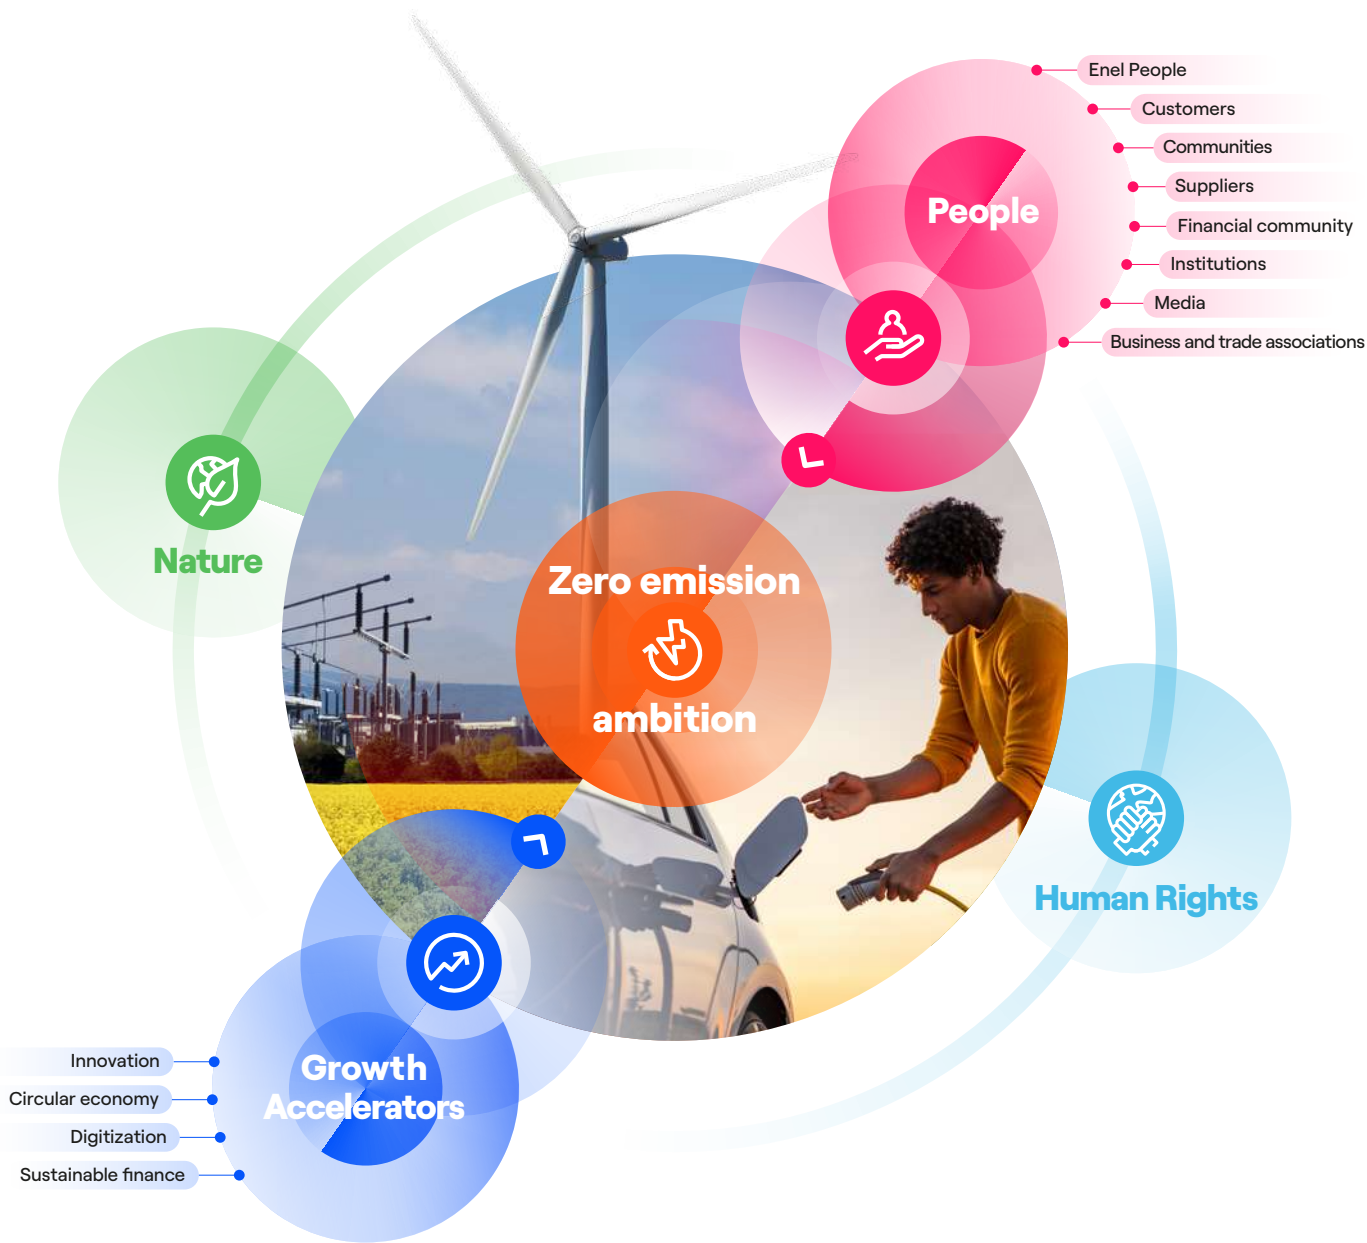 Enel People
Customers
Communities
People
Suppliers
Financial community
Institutions
Media
Business and trade associations
Nature
Zero emission
ambition
Human Rights
Growth
Accelerators
Innovation
Circular economy
Digitization
Sustainable finance